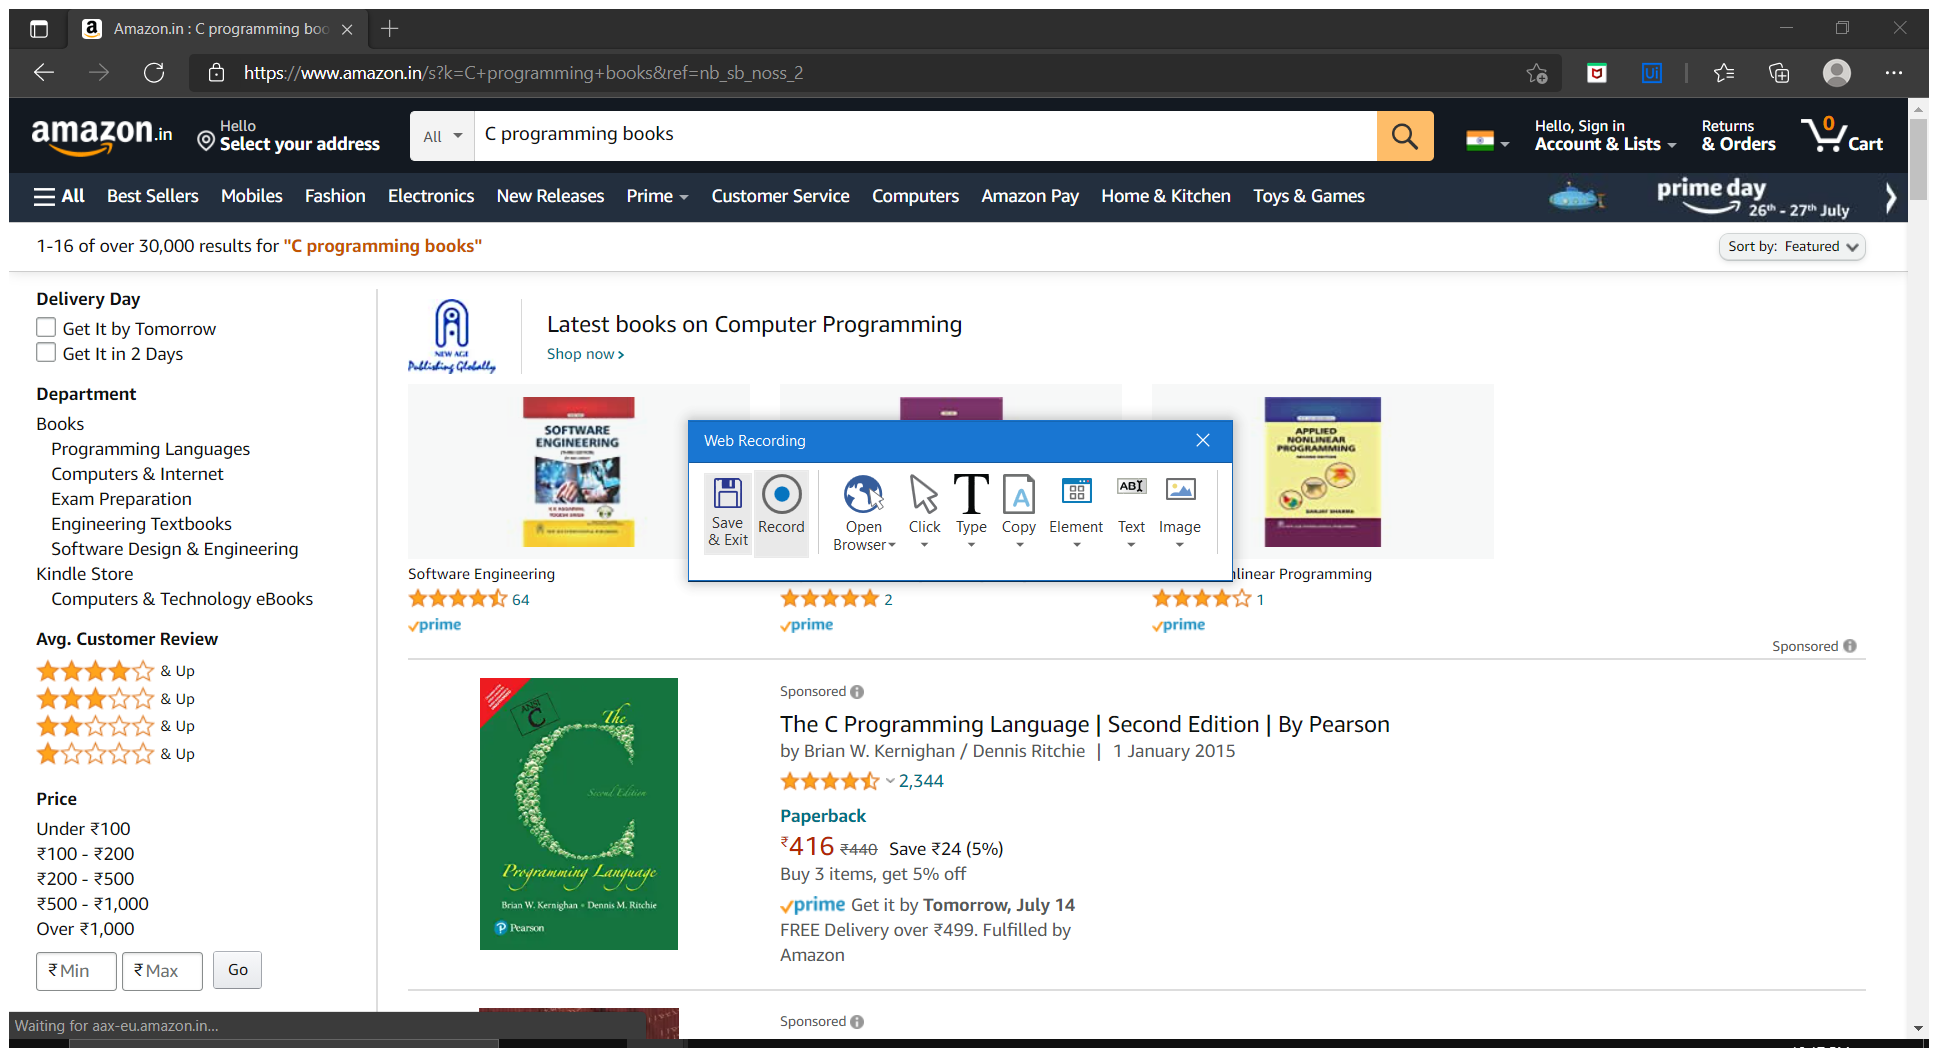 Amazon.in : C programming boo
https://www.amazon.in/s?k=C+programming+books&ref=nb_sb_noss_2
amazon.in
Hello
Select your address
All
C programming books
Hello, Sign in
Account & Lists
Returns
& Orders
0
Cart
All
Best Sellers
Mobiles
Fashion
Electronics
New Releases
Prime
Customer Service
Computers
Amazon Pay
Home & Kitchen
Toys & Games
prime day
26th - 27th July
1-16 of over 30,000 results for "C programming books"
Sort by: Featured
Delivery Day
Get It by Tomorrow
Get It in 2 Days
Department
Books
Programming Languages
Computers & Internet
Exam Preparation
Engineering Textbooks
Software Design & Engineering
Kindle Store
Computers & Technology eBooks
Avg. Customer Review
& Up
& Up
& Up
& Up
Price
Under ₹100
₹100 - ₹200
₹200 - ₹500
₹500 - ₹1,000
Over ₹1,000
₹ Min
₹ Max
Go
NEW AGE
Publishing Globally
Latest books on Computer Programming
Shop now
SOFTWARE
ENGINEERING
APPLIED
NONLINEAR
PROGRAMMING
SANJAY SHARMA
Web Recording
Save
& Exit
Record
Open
Browser
Click
Type
Copy
Element
Text
Image
Software Engineering
64
prime
2
prime
linear Programming
1
prime
Sponsored
ANSI
C
The
Second Edition
Programming Language
Brian W. Kernighan • Dennis M. Ritchie
Pearson
Sponsored
The C Programming Language | Second Edition | By Pearson
by Brian W. Kernighan / Dennis Ritchie | 1 January 2015
2,344
Paperback
₹416 ₹440 Save ₹24 (5%)
Buy 3 items, get 5% off
prime Get it by Tomorrow, July 14
FREE Delivery over ₹499. Fulfilled by
Amazon
Sponsored
Waiting for aax-eu.amazon.in...